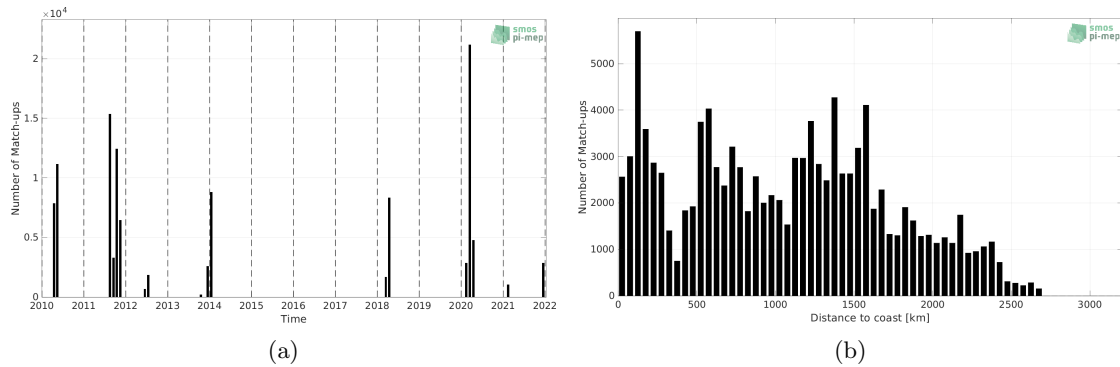 ×10⁴
smos
pi-mep
Number of Match-ups
2
1.5
1
0.5
0
2010 2011 2012 2013 2014 2015 2016 2017 2018 2019 2020 2021 2022
Time
(a)
smos
pi-mep
Number of Match-ups
5000
4000
3000
2000
1000
0
0 500 1000 1500 2000 2500 3000
Distance to coast [km]
(b)